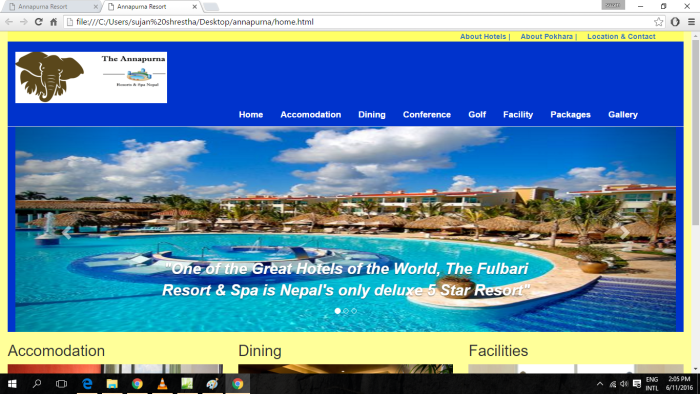 Annapurna Resort
Annapurna Resort
file:///C:/Users/sujan%20shrestha/Desktop/annapurna/home.html
About Hotels | About Pokhara | Location & Contact
The Annapurna
Resorts & Spa Nepal
Home Accomodation Dining Conference Golf Facility Packages Gallery
"One of the Great Hotels of the World, The Fulbari
Resort & Spa is Nepal's only deluxe 5 Star Resort"
Accomodation Dining Facilities
ENG 2:05 PM
INTL 6/11/2016